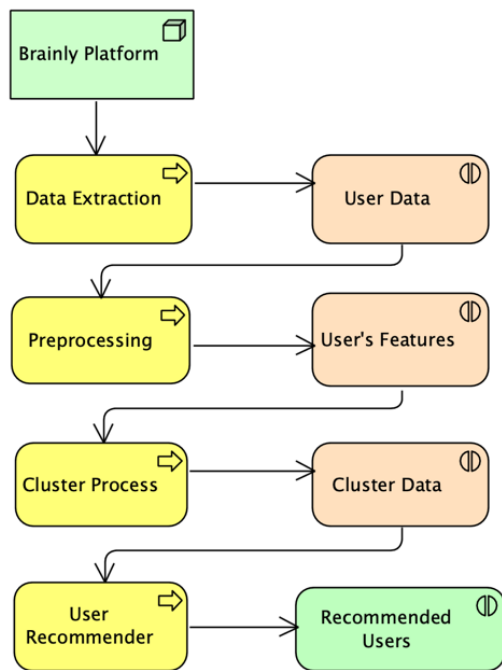 Brainly Platform
Data Extraction
User Data
Preprocessing
User's Features
Cluster Process
Cluster Data
User
Recommender
Recommended
Users